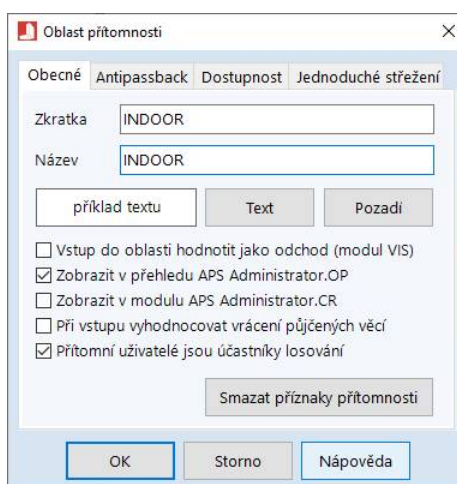 Oblast přítomnosti
Obecné Antipassback Dostupnost Jednoduché střežení
Zkratka INDOOR
Název INDOOR
příklad textu Text Pozadí
Vstup do oblasti hodnotit jako odchod (modul VIS)
Zobrazit v přehledu APS Administrator.OP
Zobrazit v modulu APS Administrator.CR
Při vstupu vyhodnocovat vrácení půjčených věcí
Přítomní uživatelé jsou účastníky losování
Smazat příznaky přítomnosti
OK Storno Nápověda